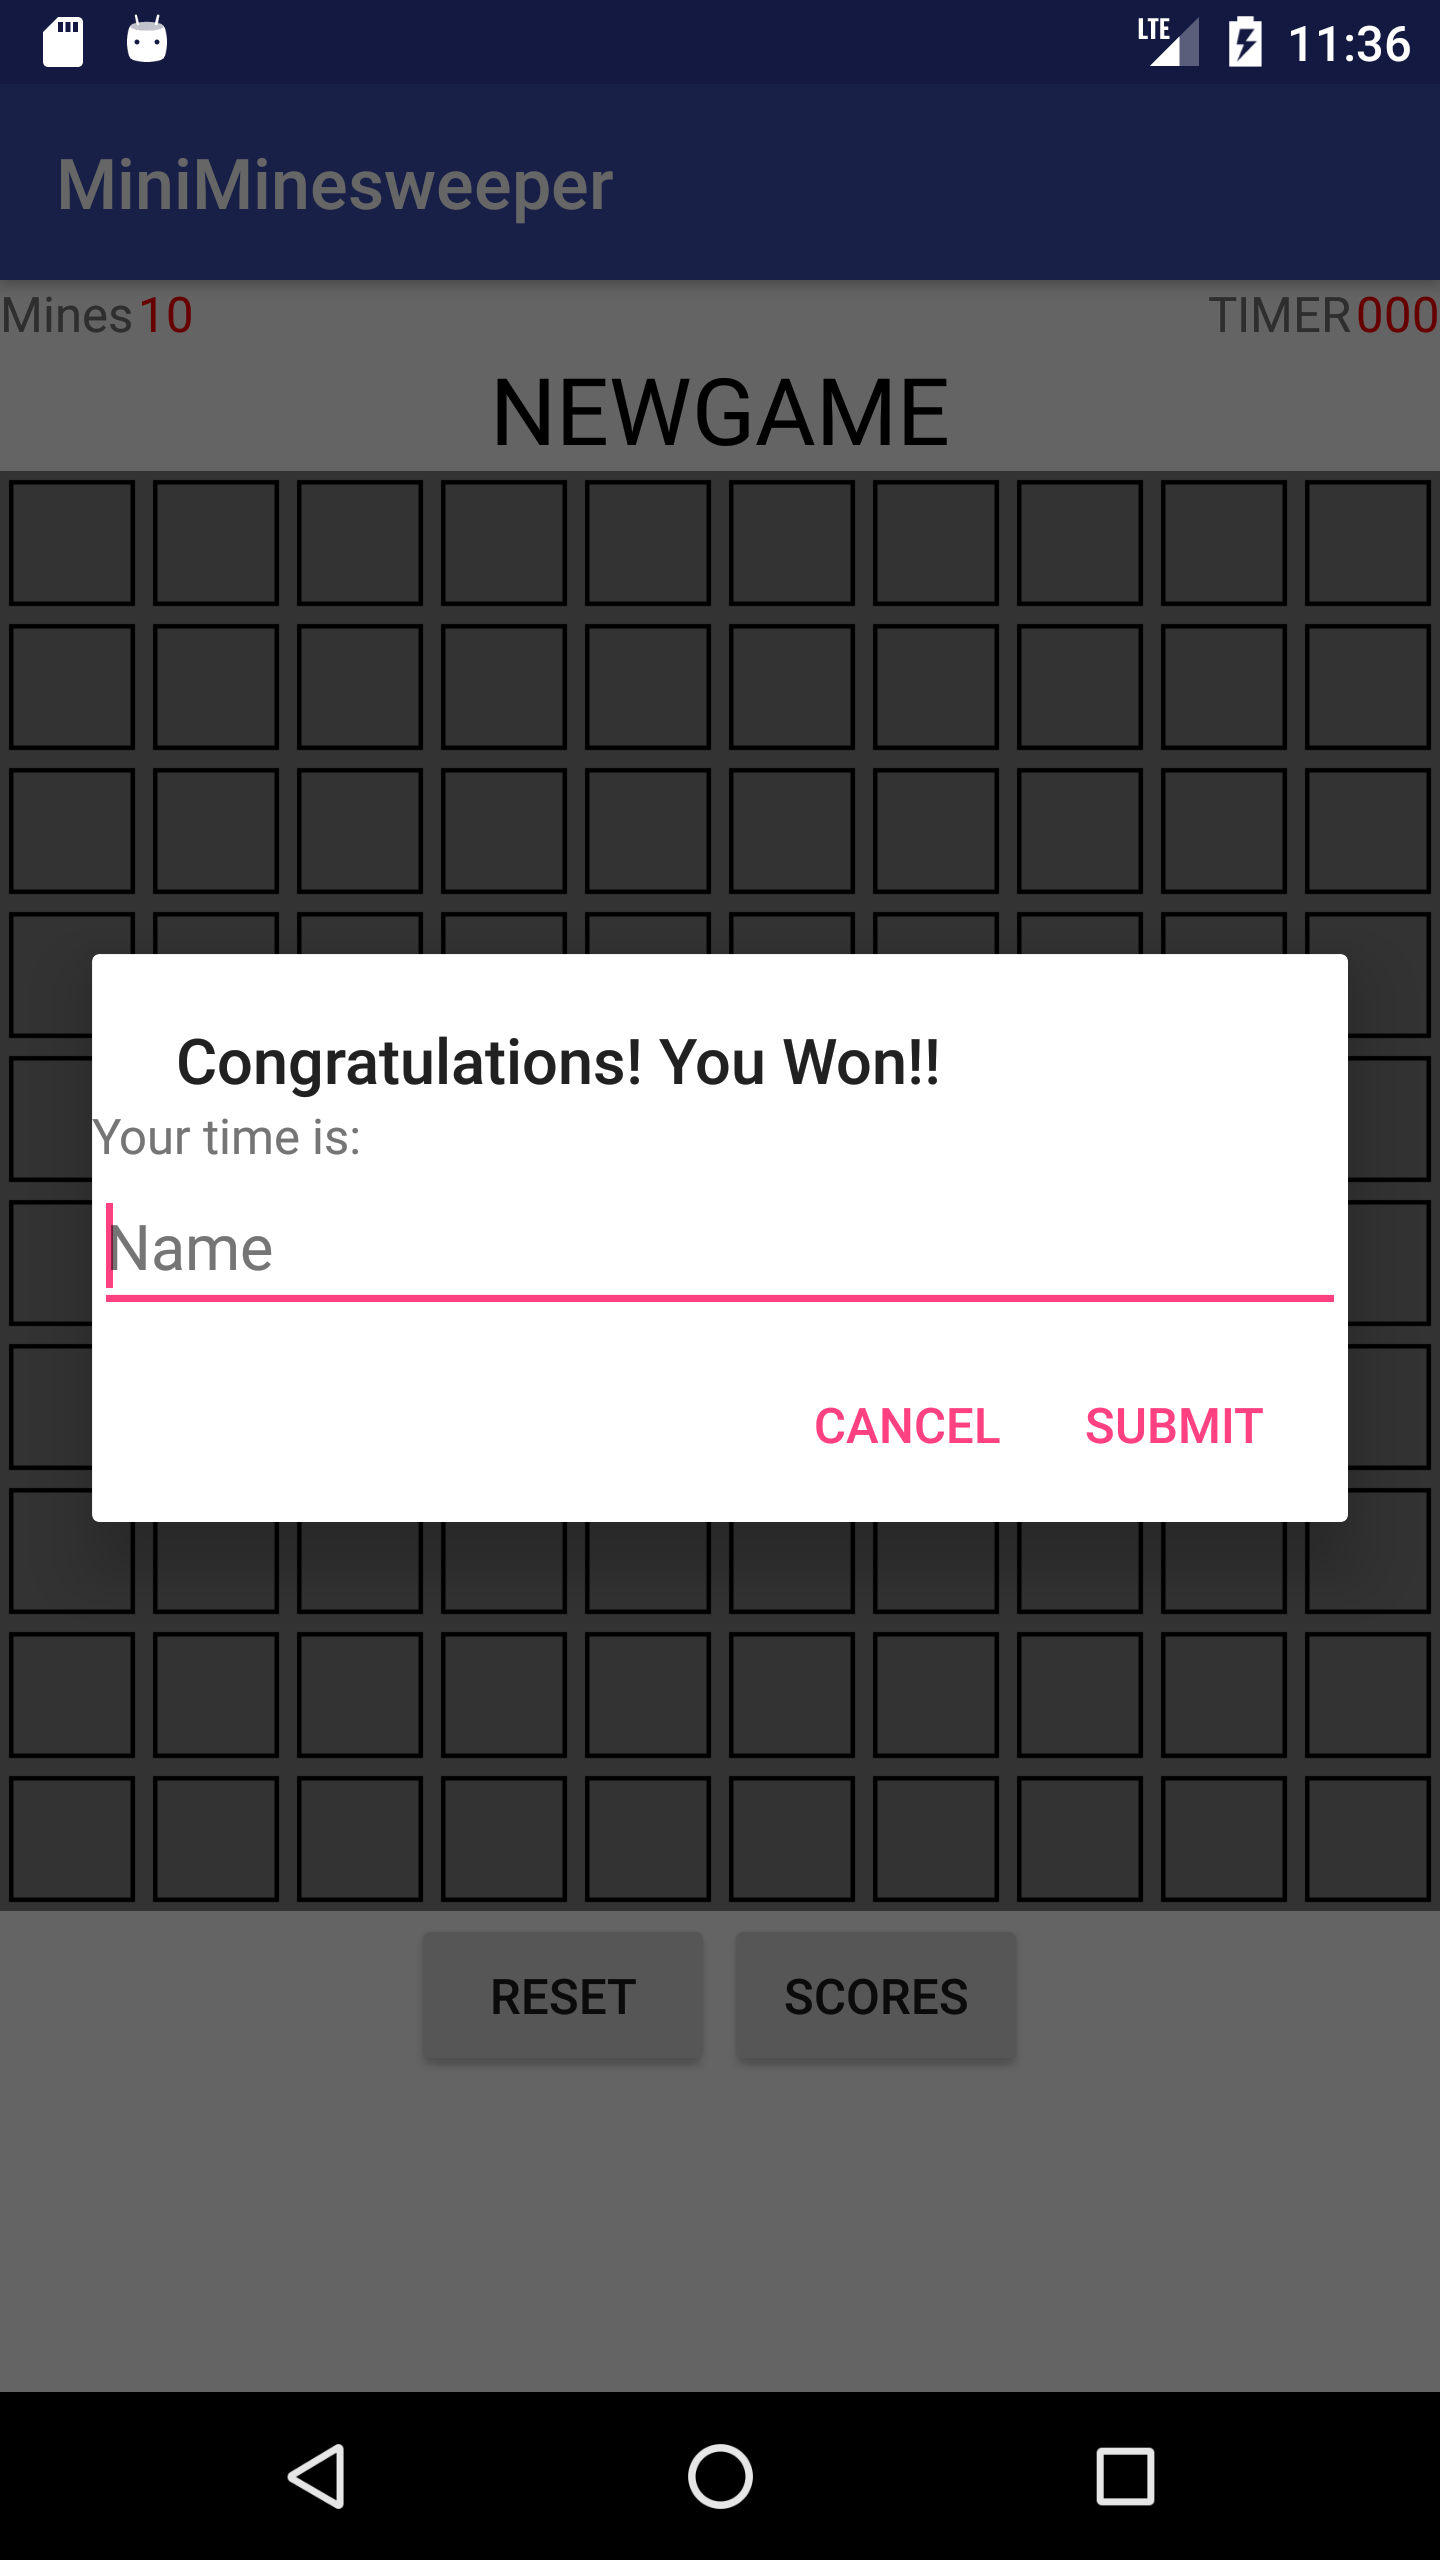 LTE 11:36
MiniMinesweeper
Mines 10 TIMER 000
NEWGAME
Congratulations! You Won!!
Your time is:
Name
CANCEL SUBMIT
RESET SCORES